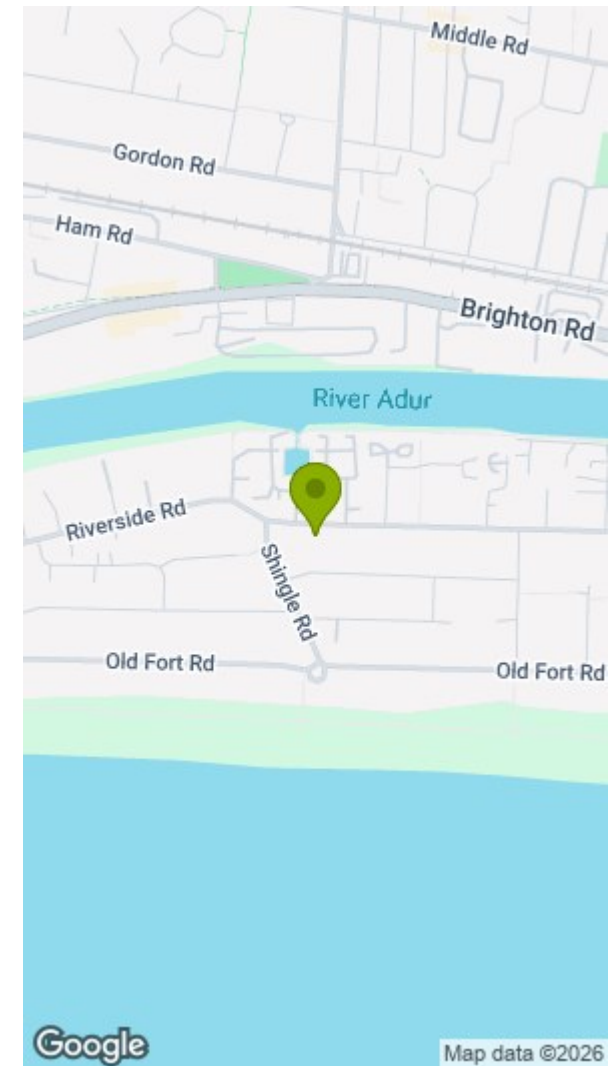 Middle Rd
Gordon Rd
Ham Rd
Brighton Rd
River Adur
Riverside Rd
Shingle Rd
Old Fort Rd
Old Fort Rd
Google
Map data ©2026